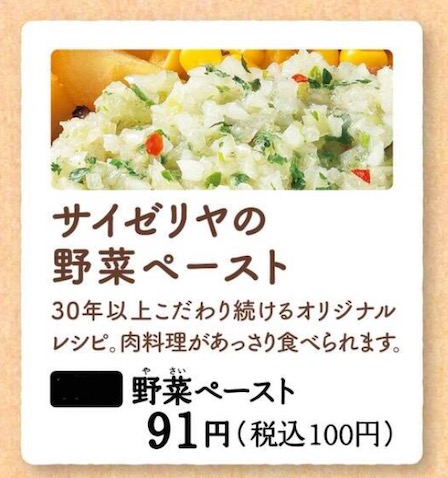 サイゼリヤの
野菜ペースト
30年以上こだわり続けるオリジナル
レシピ。肉料理があっさり食べられます。
やさい
野菜ペースト
91円(税込100円)